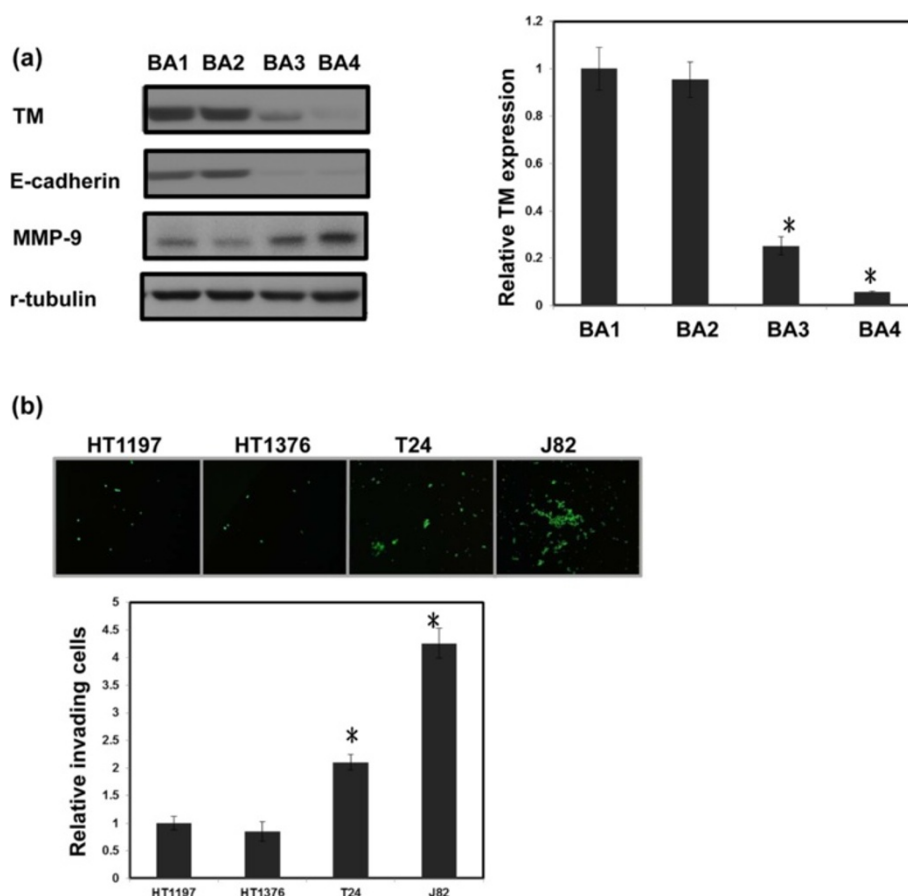 (a)
BA1 BA2 BA3 BA4
TM
E-cadherin
MMP-9
r-tubulin
Relative TM expression
1.2
1
0.8
0.6
0.4
0.2
0
*
*
BA1 BA2 BA3 BA4
(b)
HT1197 HT1376 T24 J82
Relative invading cells
5
4.5
4
3.5
3
2.5
2
1.5
1
0.5
0
*
*
HT1197 HT1376 T24 J82